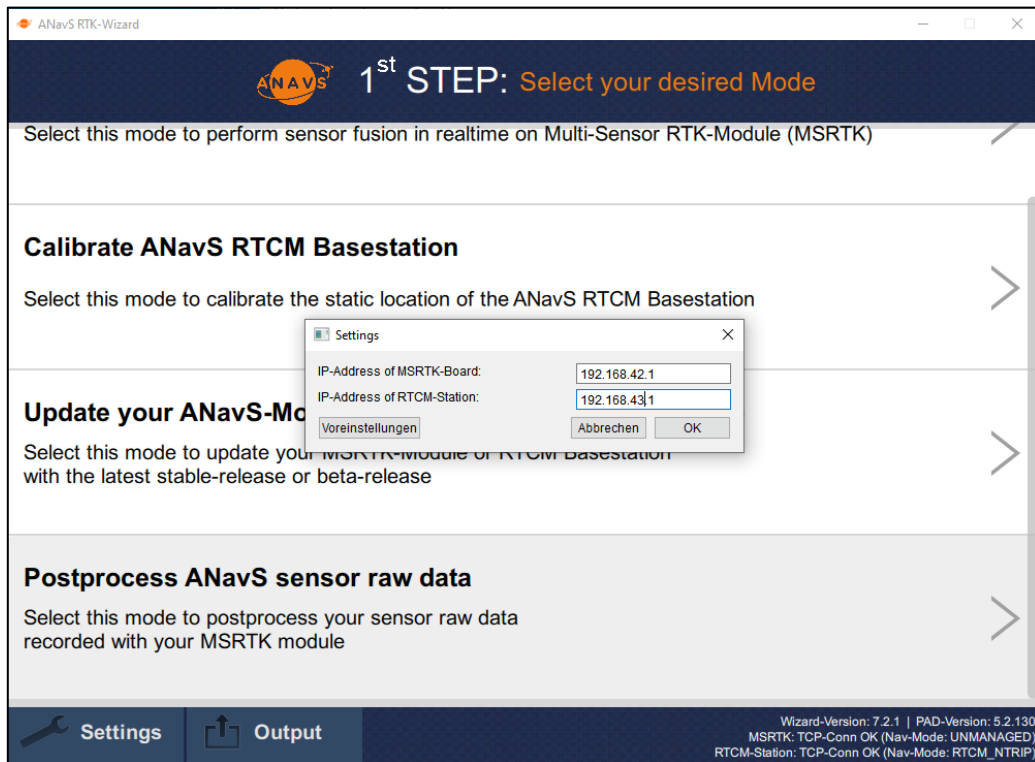 ANavS RTK-Wizard
ANAVS
1st STEP: Select your desired Mode
Select this mode to perform sensor fusion in realtime on Multi-Sensor RTK-Module (MSRTK)
Calibrate ANavS RTCM Basestation
Select this mode to calibrate the static location of the ANavS RTCM Basestation
Settings
IP-Address of MSRTK-Board:
192.168.42.1
IP-Address of RTCM-Station:
192.168.43.1
Voreinstellungen
Abbrechen
OK
Update your ANavS-Mo
Select this mode to update your MSRTK-Module or RTCM Basestation
with the latest stable-release or beta-release
Postprocess ANavS sensor raw data
Select this mode to postprocess your sensor raw data
recorded with your MSRTK module
Settings
Output
Wizard-Version: 7.2.1 | PAD-Version: 5.2.130
MSRTK: TCP-Conn OK (Nav-Mode: UNMANAGED)
RTCM-Station: TCP-Conn OK (Nav-Mode: RTCM_NTRIP)